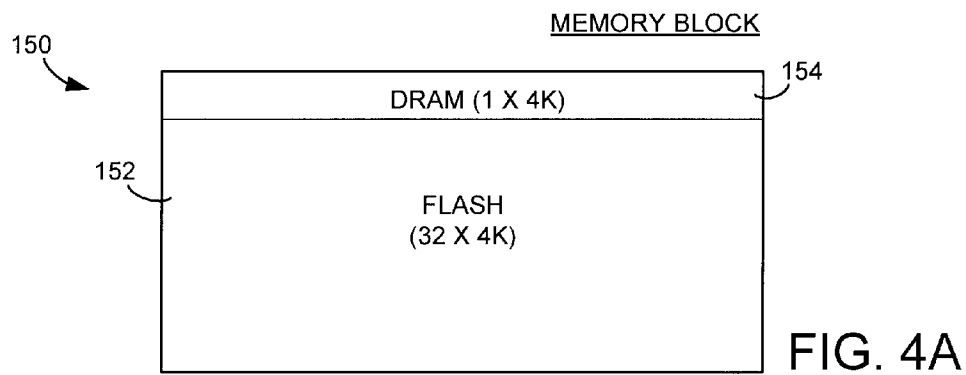 MEMORY BLOCK
150
154
DRAM (1 X 4K)
152
FLASH
(32 X 4K)
FIG. 4A